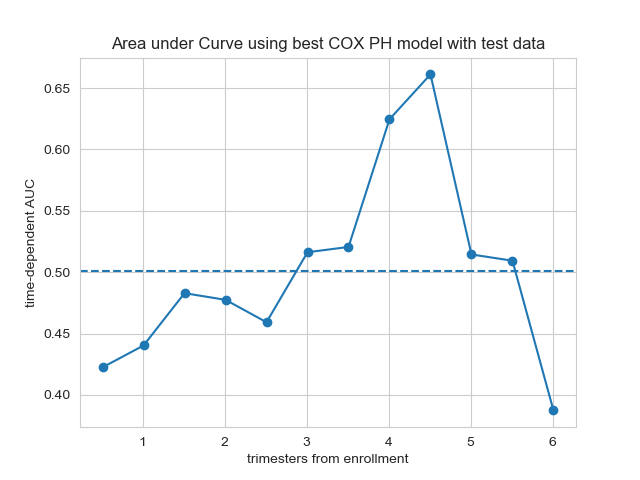 Area under Curve using best COX PH model with test data
time-dependent AUC
0.65
0.60
0.55
0.50
0.45
0.40
1 2 3 4 5 6
trimesters from enrollment